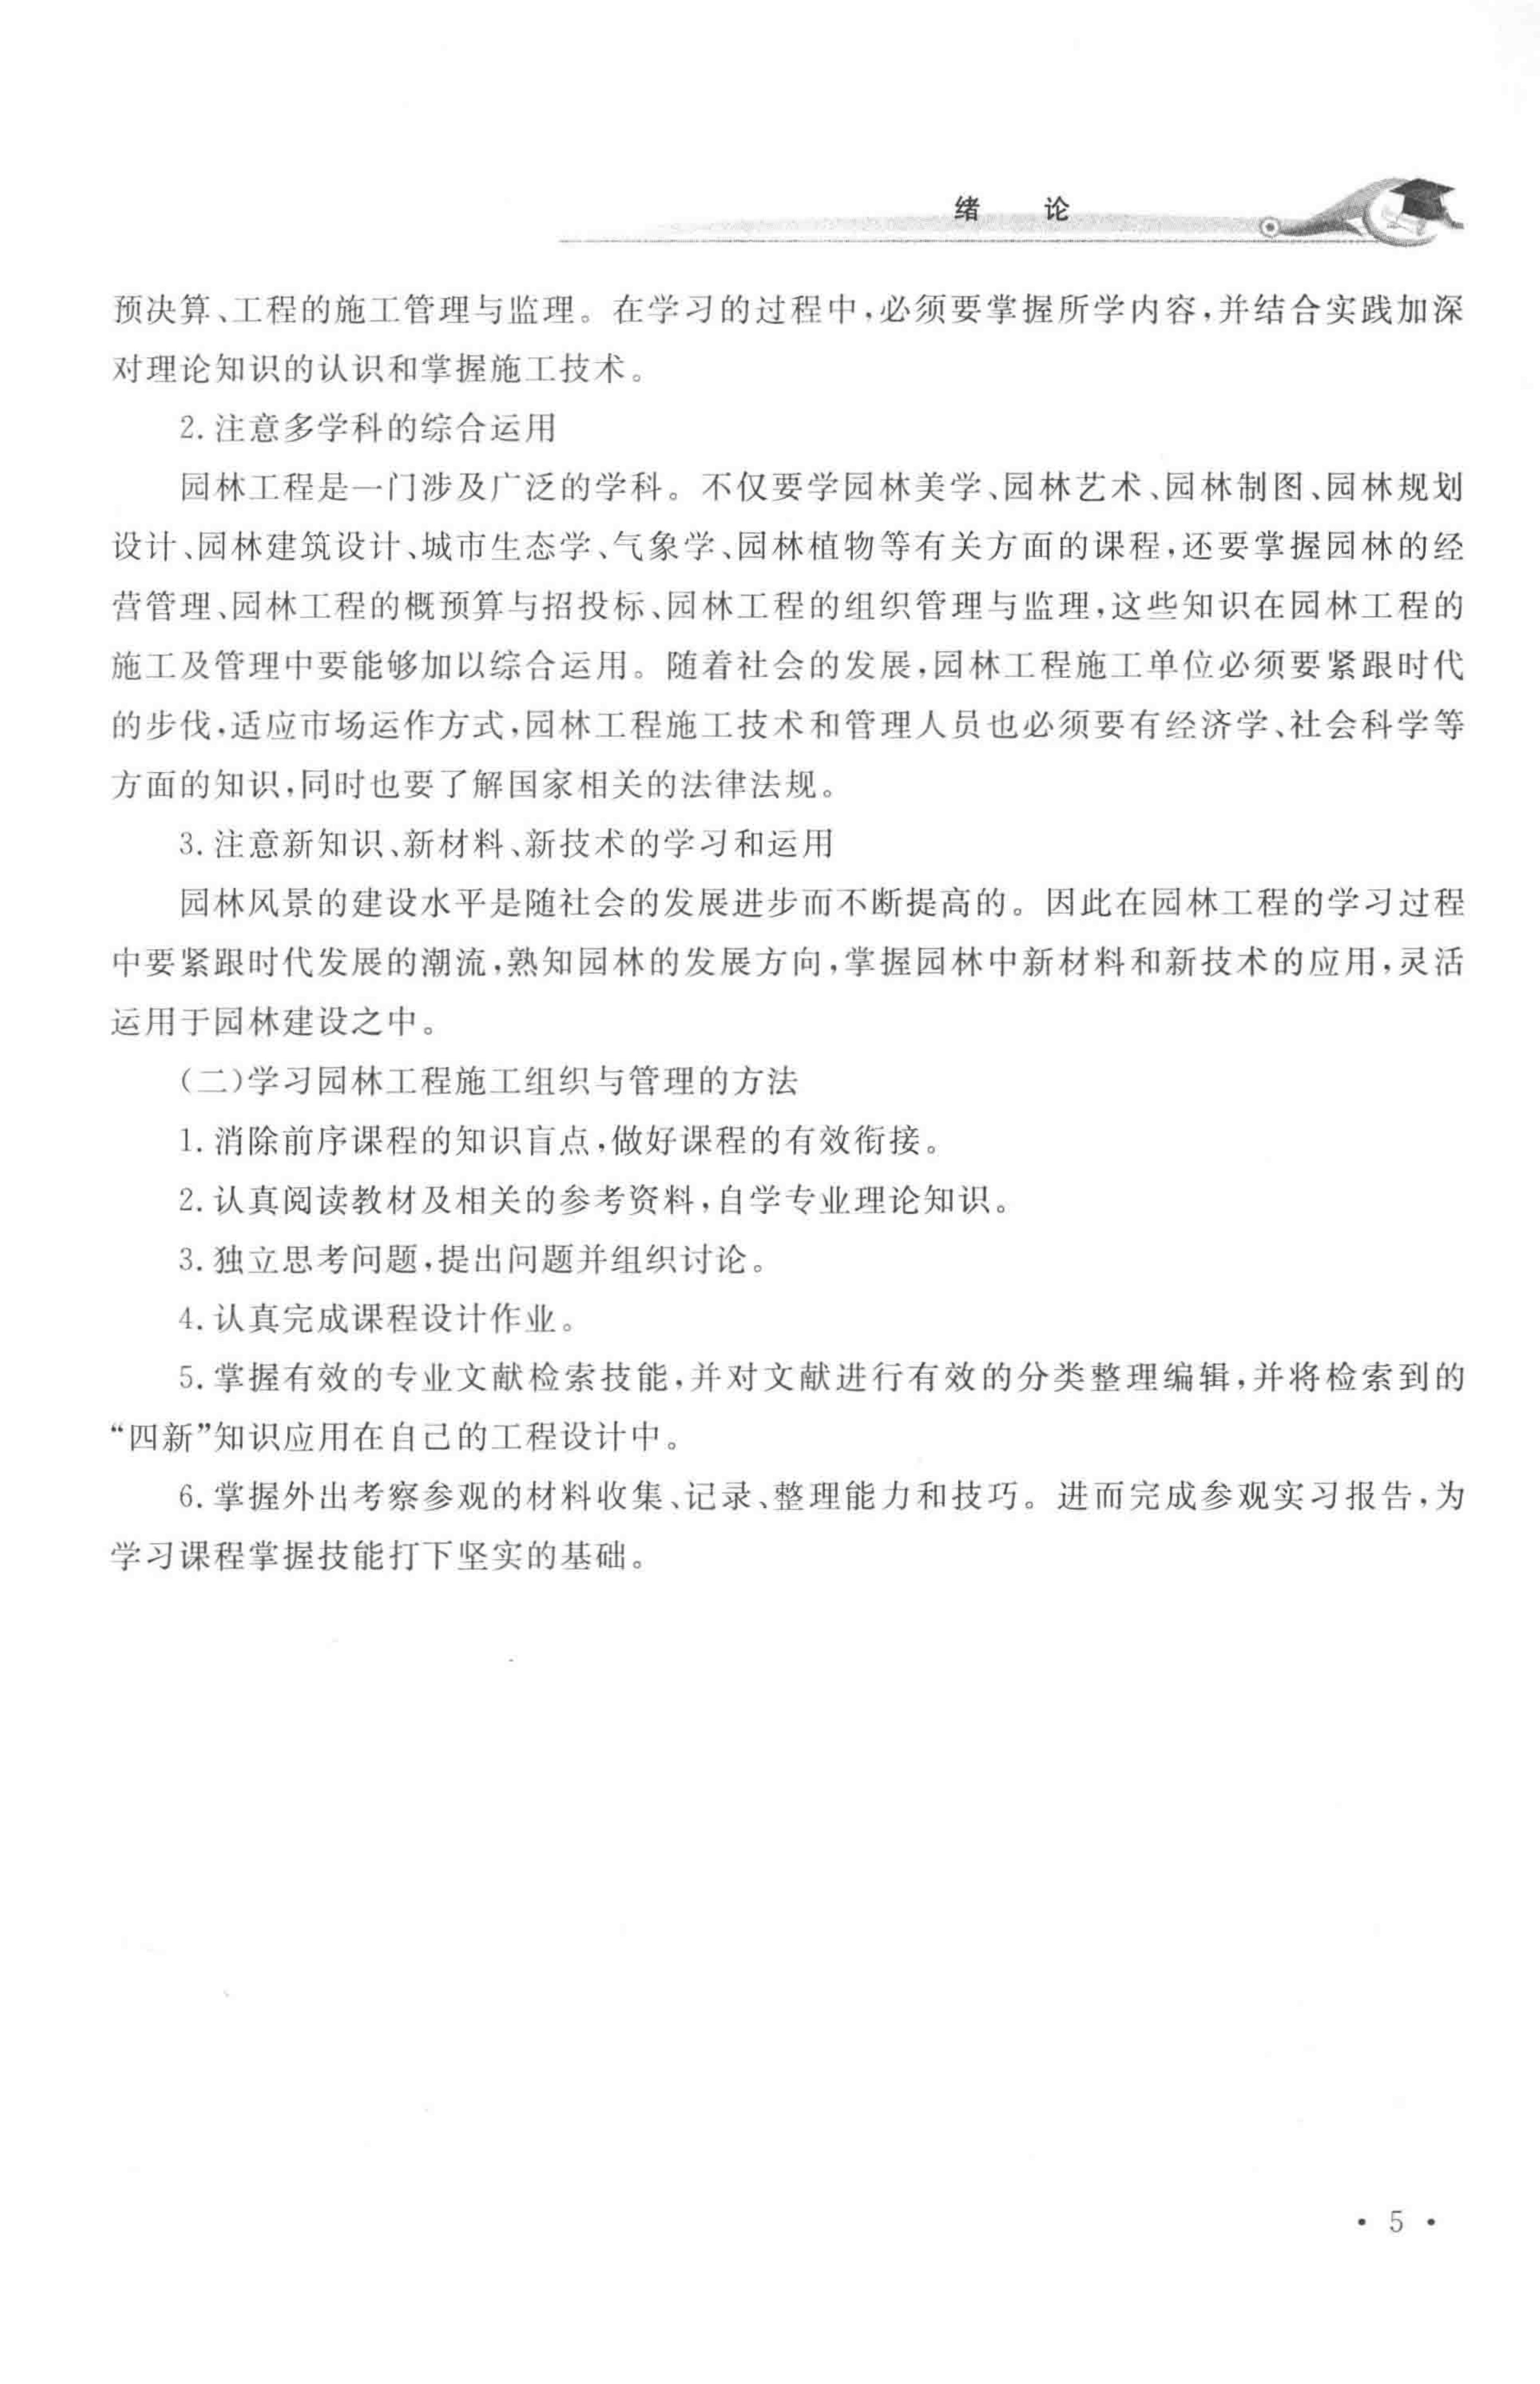 绪 论
预决算、工程的施工管理与监理。在学习的过程中,必须要掌握所学内容,并结合实践加深
对理论知识的认识和掌握施工技术。
2. 注意多学科的综合运用
园林工程是一门涉及广泛的学科。不仅要学园林美学、园林艺术、园林制图、园林规划
设计、园林建筑设计、城市生态学、气象学、园林植物等有关方面的课程,还要掌握园林的经
营管理、园林工程的概预算与招投标、园林工程的组织管理与监理,这些知识在园林工程的
施工及管理中要能够加以综合运用。随着社会的发展,园林工程施工单位必须要紧跟时代
的步伐,适应市场运作方式,园林工程施工技术和管理人员也必须要有经济学、社会科学等
方面的知识,同时也要了解国家相关的法律法规。
3. 注意新知识、新材料、新技术的学习和运用
园林风景的建设水平是随社会的发展进步而不断提高的。因此在园林工程的学习过程
中要紧跟时代发展的潮流,熟知园林的发展方向,掌握园林中新材料和新技术的应用,灵活
运用于园林建设之中。
(二)学习园林工程施工组织与管理的方法
1. 消除前序课程的知识盲点,做好课程的有效衔接。
2. 认真阅读教材及相关的参考资料,自学专业理论知识。
3. 独立思考问题,提出问题并组织讨论。
4. 认真完成课程设计作业。
5. 掌握有效的专业文献检索技能,并对文献进行有效的分类整理编辑,并将检索到的
“四新”知识应用在自己的工程设计中。
6. 掌握外出考察参观的材料收集、记录、整理能力和技巧。进而完成参观实习报告,为
学习课程掌握技能打下坚实的基础。
• 5 •